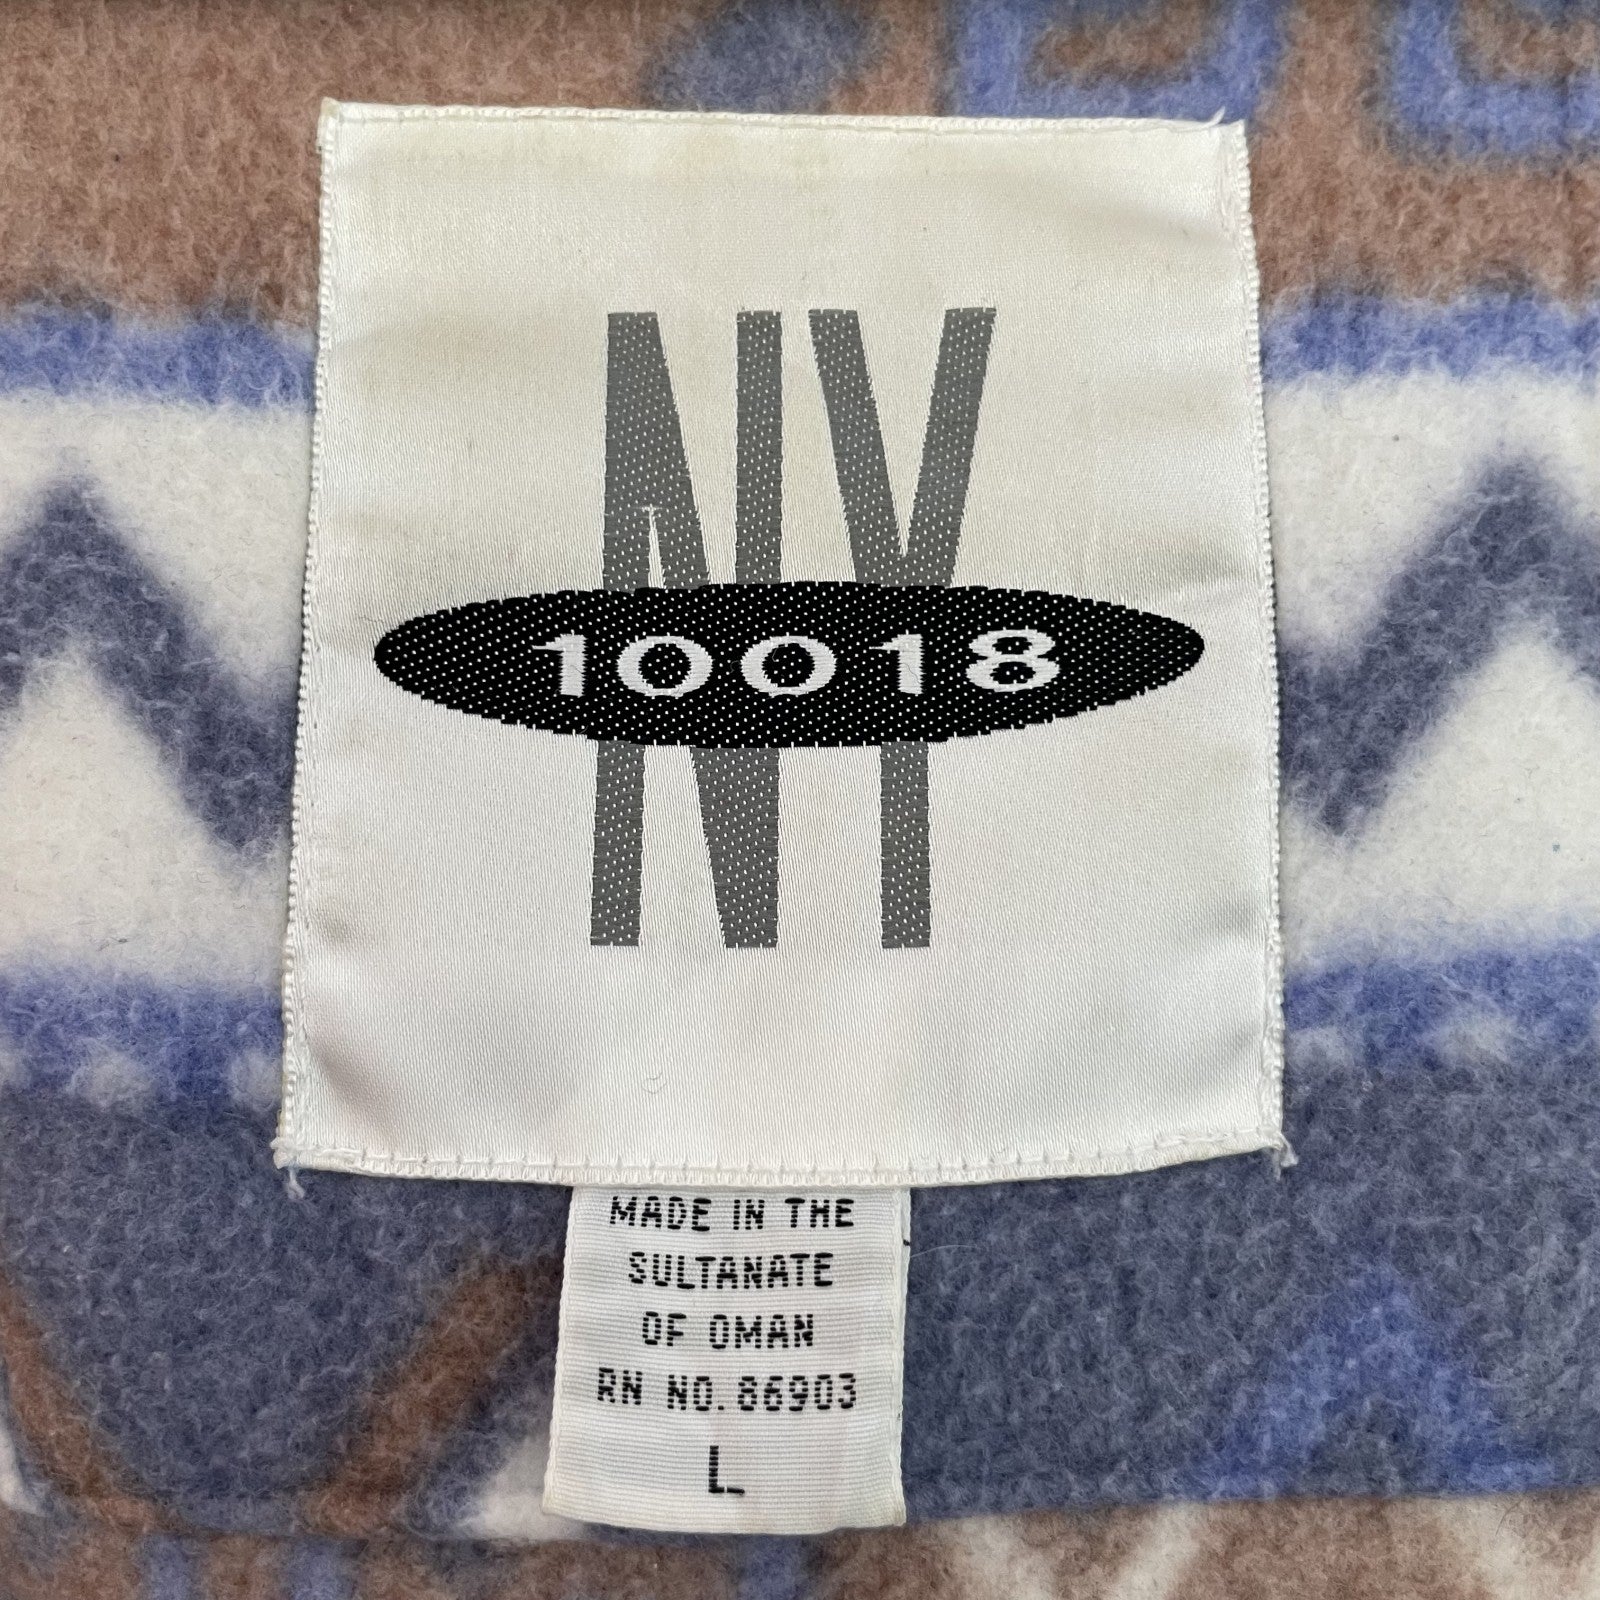 NY
10018
MADE IN THE
SULTANATE
OF OMAN
RN NO. 86903
L